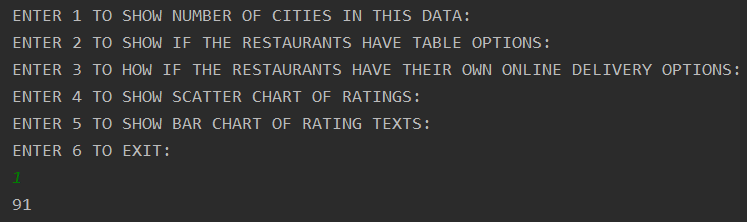 ENTER 1 TO SHOW NUMBER OF CITIES IN THIS DATA:
ENTER 2 TO SHOW IF THE RESTAURANTS HAVE TABLE OPTIONS:
ENTER 3 TO HOW IF THE RESTAURANTS HAVE THEIR OWN ONLINE DELIVERY OPTIONS:
ENTER 4 TO SHOW SCATTER CHART OF RATINGS:
ENTER 5 TO SHOW BAR CHART OF RATING TEXTS:
ENTER 6 TO EXIT:
1
91